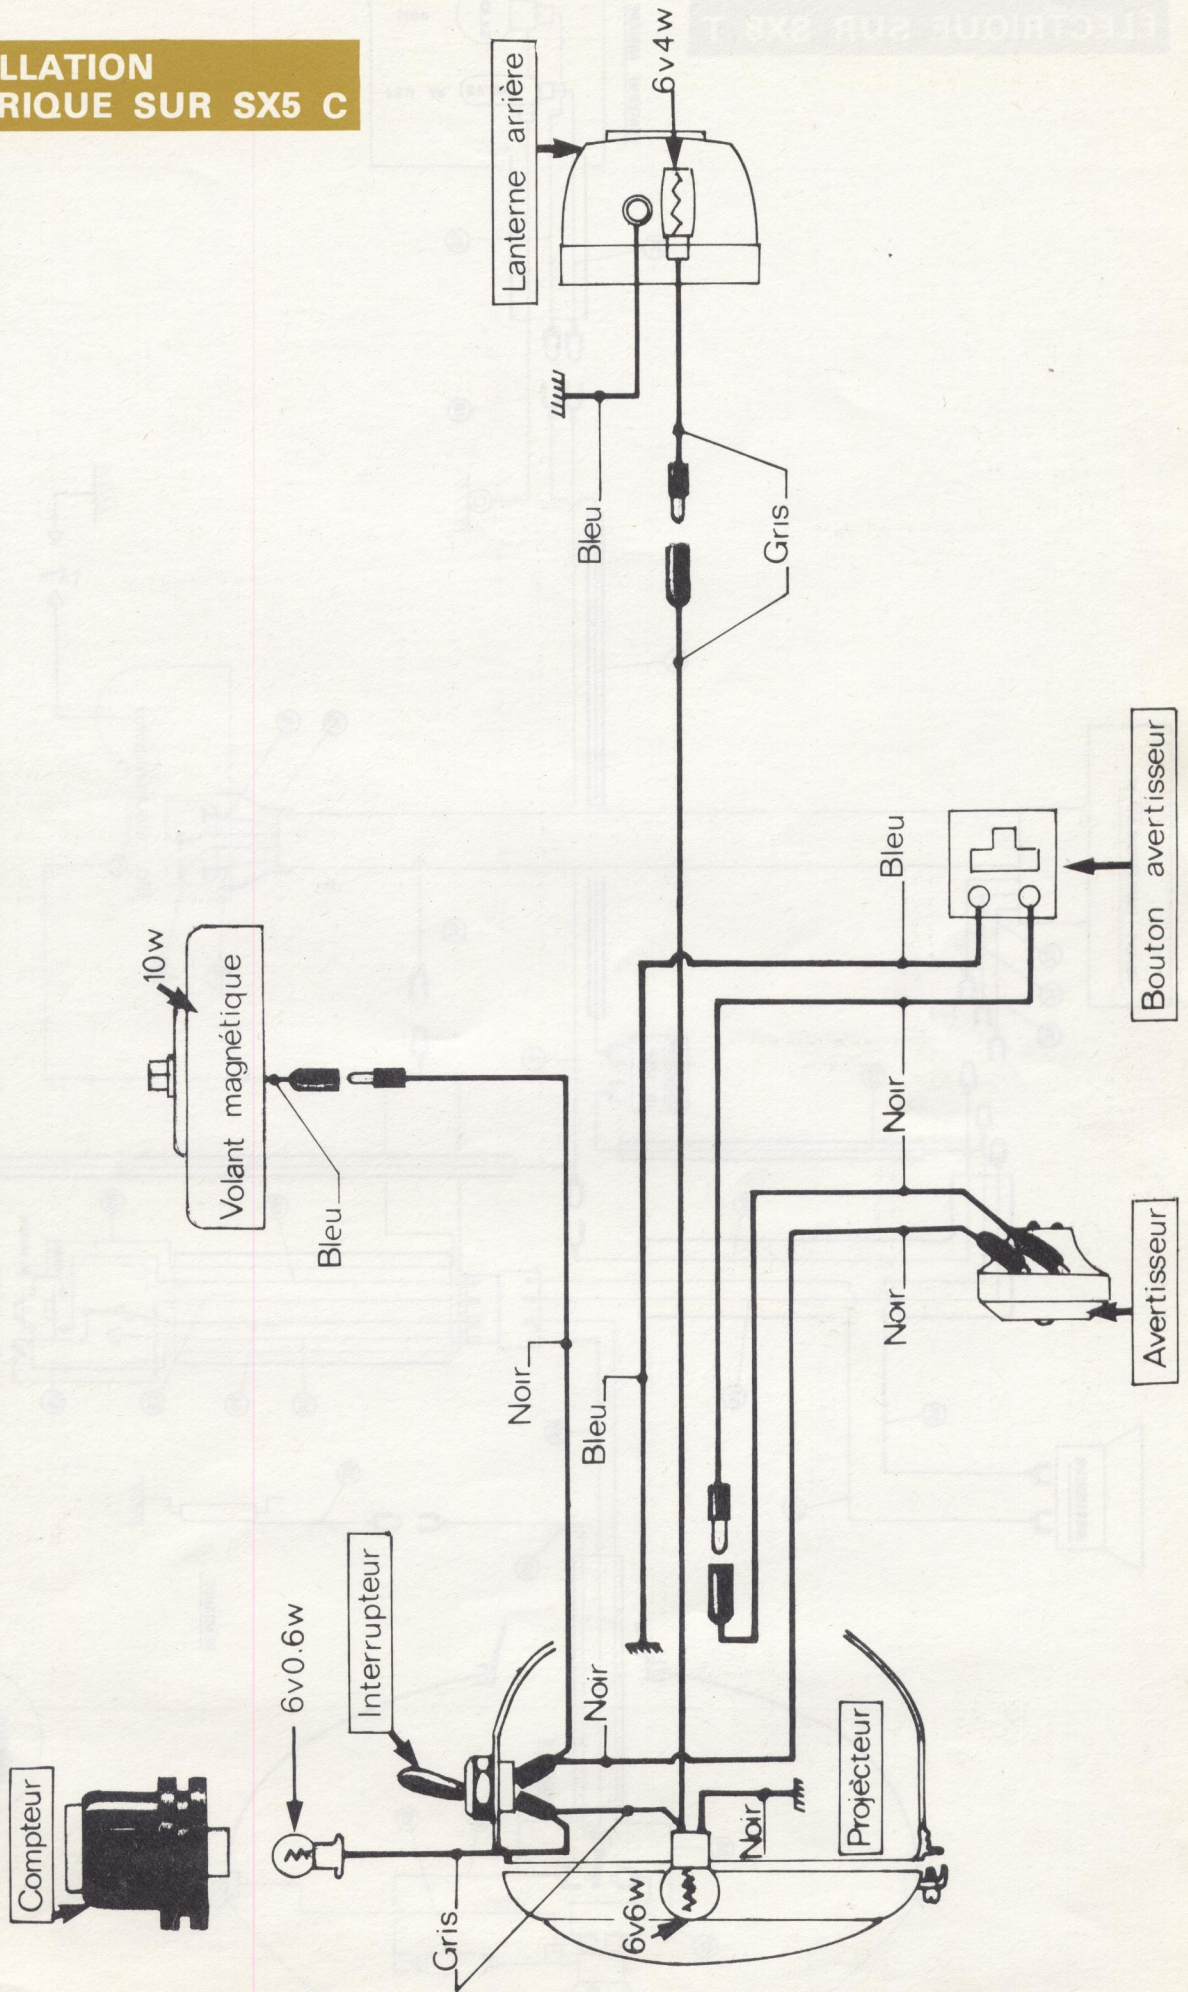 LLATION
RIQUE SUR SX5 C
Lanterne arrière
6v4w
Bleu
Gris
10w
Volant magnétique
Bleu
Bleu
Bouton avertisseur
Noir
Noir
Avertisseur
Noir
Bleu
Interrupteur
6v0.6w
Compteur
Noir
Noir
Projecteur
Gris
6v6w